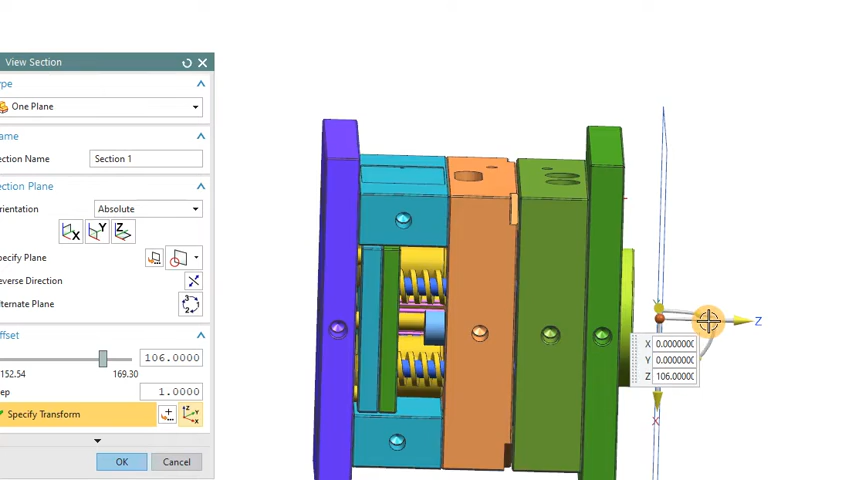 View Section
ype
One Plane
ame
ection Name Section 1
ection Plane
rientation Absolute
X Y Z
pecify Plane
everse Direction
lternate Plane
ffset
106.0000
152.54 169.30
ep 1.0000
Specify Transform
OK Cancel
Y
Z
X 0.0000000
Y 0.0000000
Z 106.00000
X